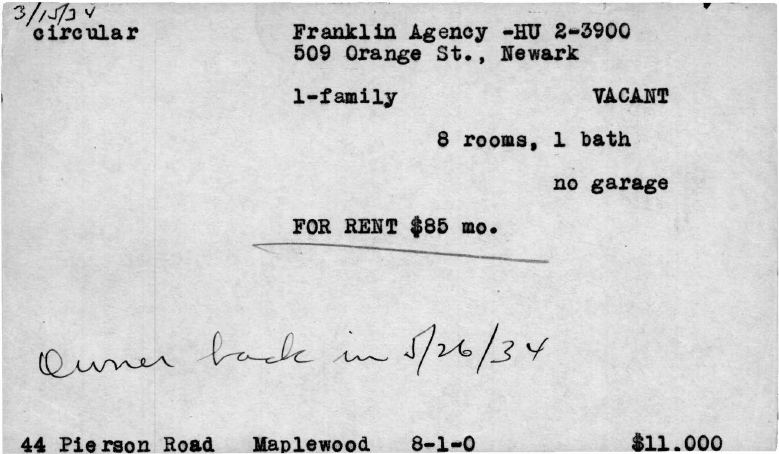 3/15/34
circular
Franklin Agency -HU 2-3900
509 Orange St., Newark
1-family VACANT
8 rooms, 1 bath
no garage
FOR RENT $85 mo.
Owner back in 5/26/34
44 Pierson Road Maplewood 8-1-0 $11.000